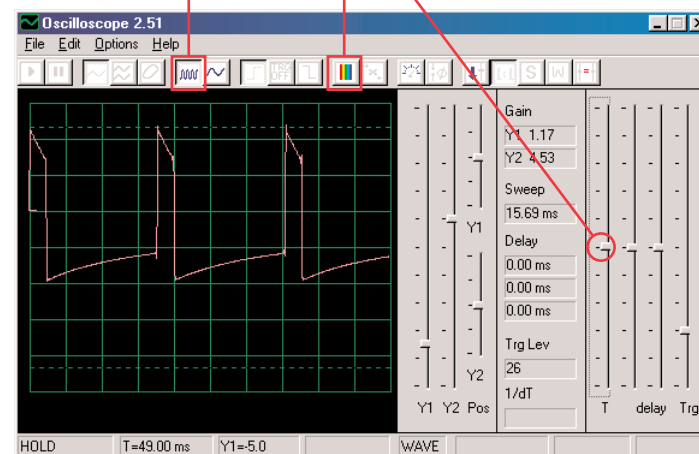 Oscilloscope 2.51
File Edit Options Help
TRG
OFF
S W
Gain
Y1 1.17
Y2 4.53
Sweep
15.69 ms
Y1
Delay
0.00 ms
0.00 ms
0.00 ms
Trg Lev
26
Y2
1/dT
Y1 Y2 Pos
T delay Trg
HOLD T=49.00 ms Y1=-5.0 WAVE